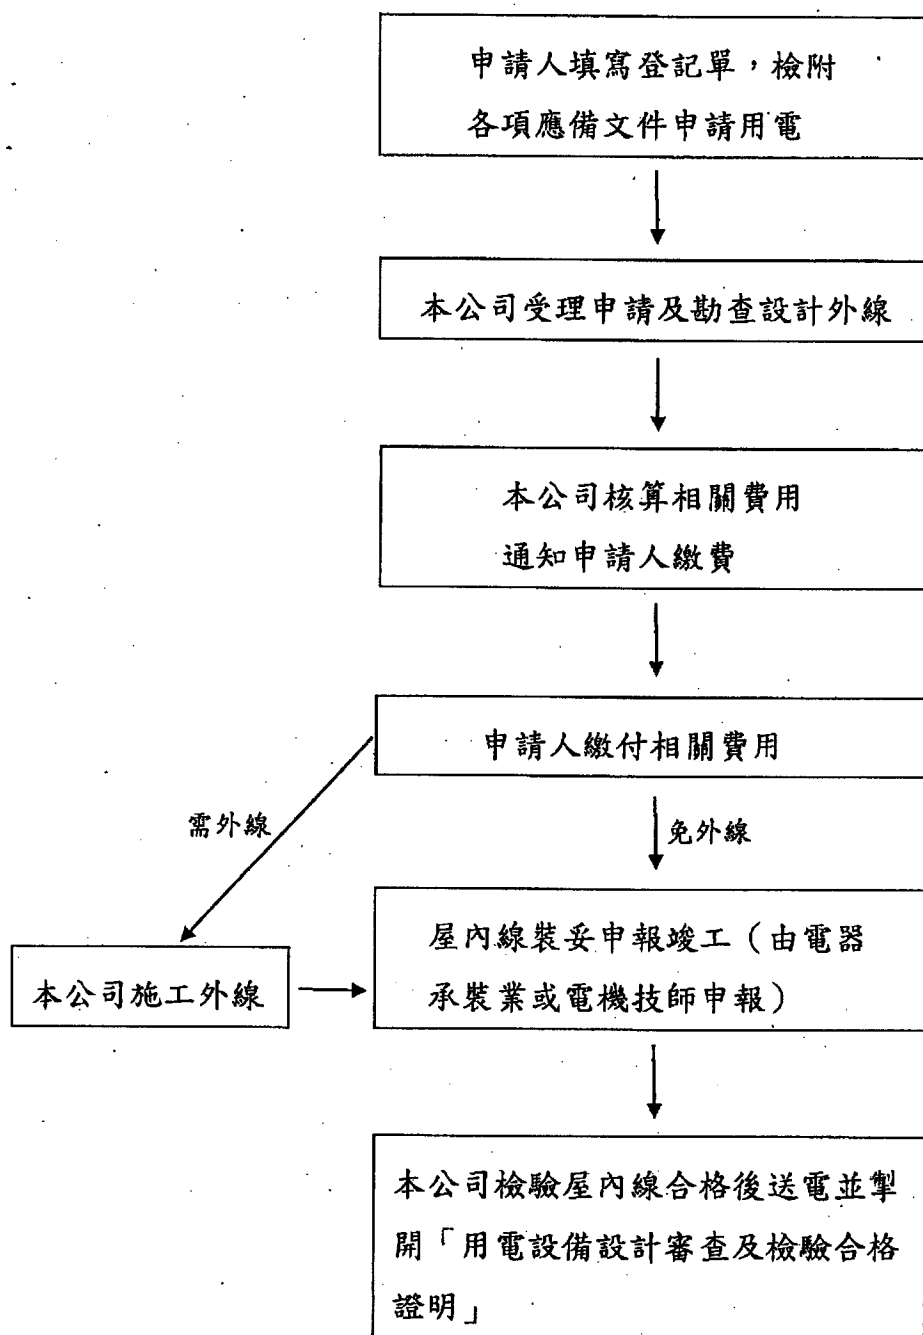 申請人填寫登記單，檢附
各項應備文件申請用電
本公司受理申請及勘查設計外線
本公司核算相關費用
通知申請人繳費
申請人繳付相關費用
需外線
免外線
本公司施工外線
屋內線裝妥申報竣工（由電器
承裝業或電機技師申報）
本公司檢驗屋內線合格後送電並掣
開「用電設備設計審查及檢驗合格
證明」